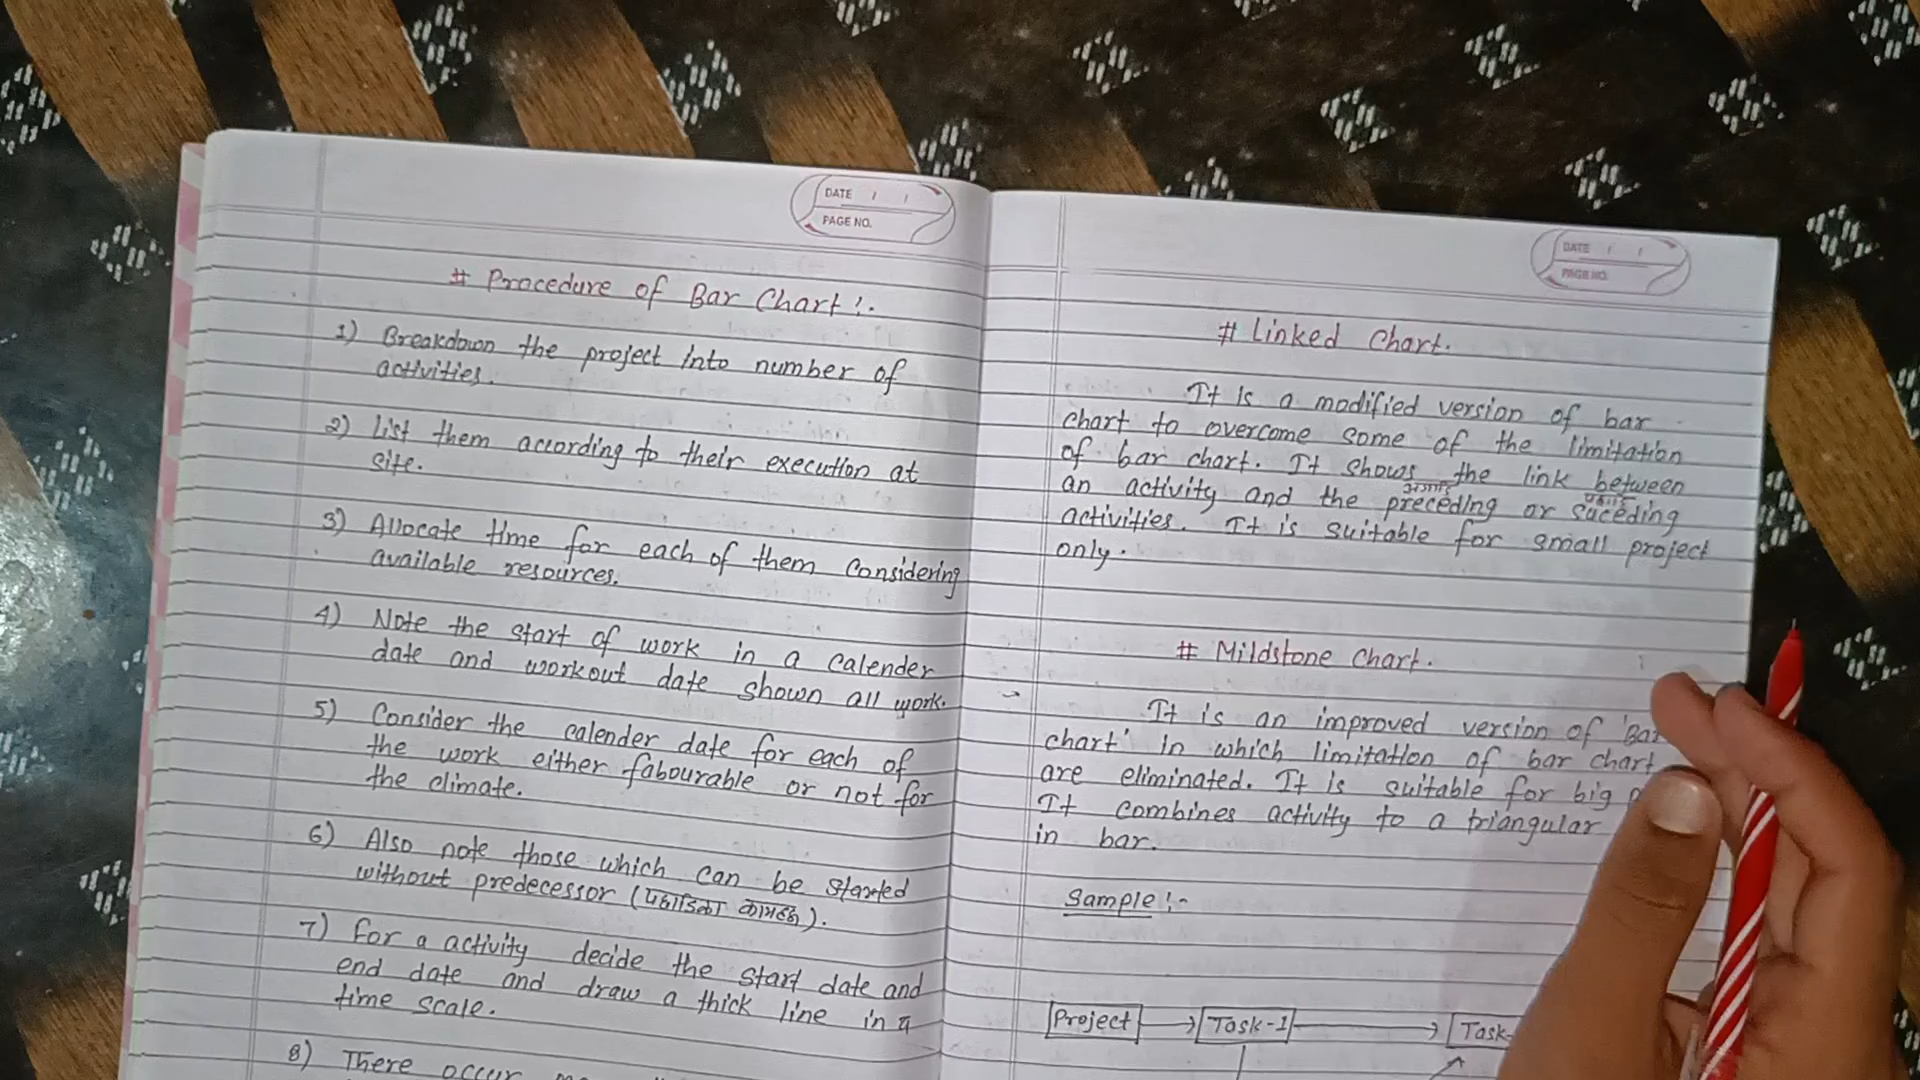 DATE / /
PAGE NO.
# Procedure of Bar Chart :-
1) Breakdown the project into number of
activities.
2) List them according to their execution at
site.
3) Allocate time for each of them Considering
available resources.
4) Note the start of work in a calender
date and workout date shown all work.
5) Consider the calender date for each of
the work either fabourable or not for
the climate.
6) Also note those which can be started
without predecessor (पछाडिका कामहरु).
7) for a activity decide the start date and
end date and draw a thick line in a
time scale.
8) There occur
DATE / /
PAGE NO.
# Linked Chart.
It is a modified version of bar
chart to overcome some of the limitation
of bar chart. It shows the link between
an activity and the preceding or suceding
activities. It is suitable for small project
only.
# Mildstone Chart.
It is an improved version of 'Bar
chart' in which limitation of bar chart
are eliminated. It is suitable for big
It combines activity to a triangular
in bar.
Sample :-
Project
Task-1
Task-